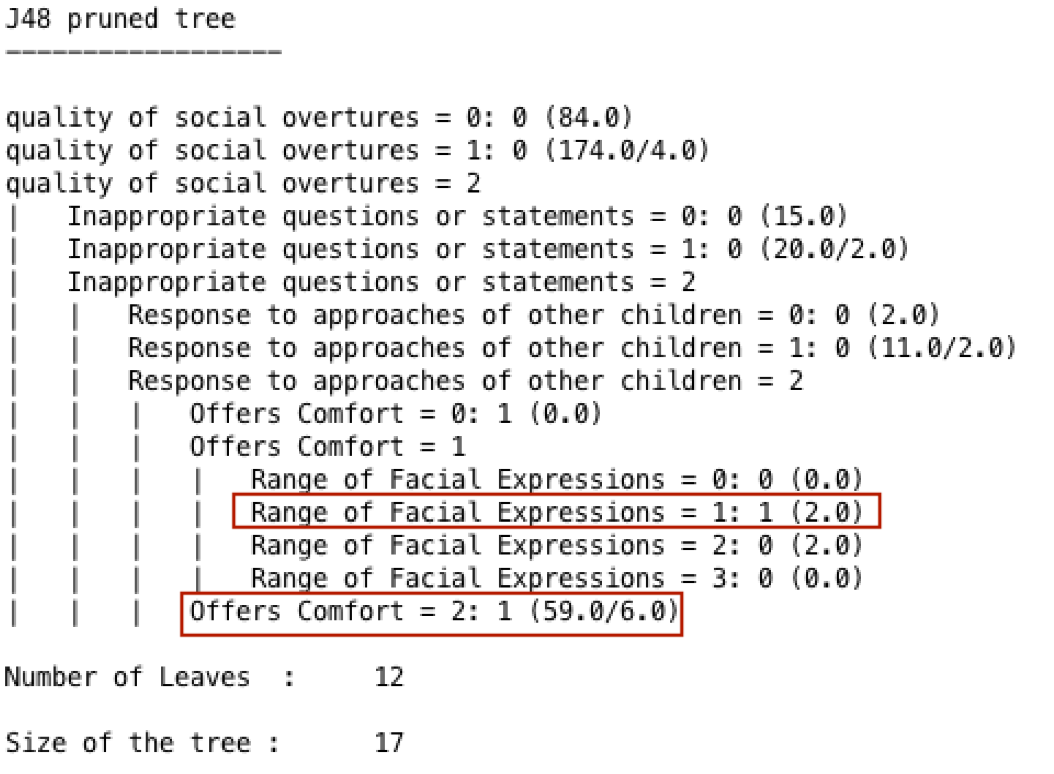 J48 pruned tree
------------------
quality of social overtures = 0: 0 (84.0)
quality of social overtures = 1: 0 (174.0/4.0)
quality of social overtures = 2
|   Inappropriate questions or statements = 0: 0 (15.0)
|   Inappropriate questions or statements = 1: 0 (20.0/2.0)
|   Inappropriate questions or statements = 2
|   |   Response to approaches of other children = 0: 0 (2.0)
|   |   Response to approaches of other children = 1: 0 (11.0/2.0)
|   |   Response to approaches of other children = 2
|   |   |   Offers Comfort = 0: 1 (0.0)
|   |   |   Offers Comfort = 1
|   |   |   |   Range of Facial Expressions = 0: 0 (0.0)
|   |   |   |   Range of Facial Expressions = 1: 1 (2.0)
|   |   |   |   Range of Facial Expressions = 2: 0 (2.0)
|   |   |   |   Range of Facial Expressions = 3: 0 (0.0)
|   |   |   Offers Comfort = 2: 1 (59.0/6.0)
Number of Leaves  :     12
Size of the tree :      17